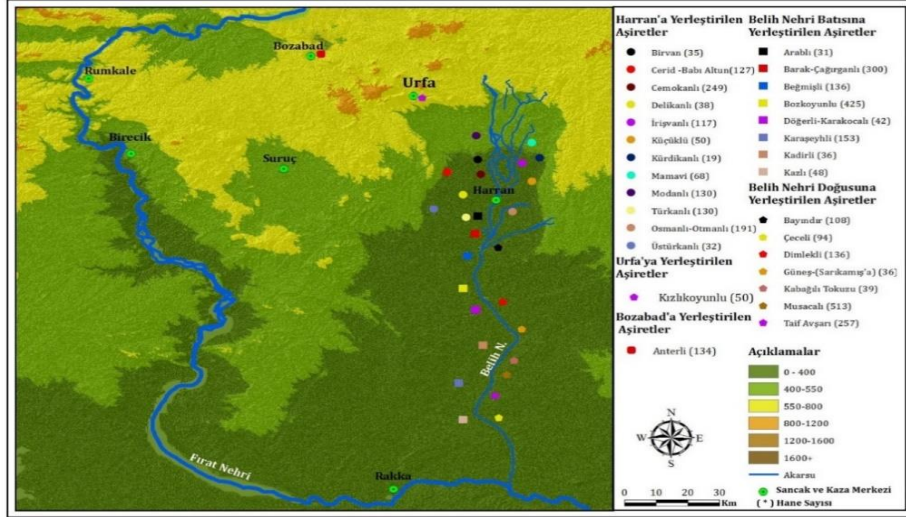 Rumkale
Bozabad
Urfa
Birecik
Suruç
Harran
Belih N.
Fırat Nehri
Rakka
Harran'a Yerleştirilen
Aşiretler
Birvan (35)
Cerid -Babı Altun(127)
Cemokanlı (249)
Delikanlı (38)
İrişvanlı (117)
Küçüklü (50)
Kürdikanlı (19)
Mamavi (68)
Modanlı (130)
Türkanlı (130)
Osmanlı-Otmanlı (191)
Üstürkanlı (32)
Urfa'ya Yerleştirilen
Aşiretler
Kızlıkoyunlu (50)
Bozabad'a Yerleştirilen
Aşiretler
Anterli (134)
N
W E
S
0 10 20 30
Km
Belih Nehri Batısına
Yerleştirilen Aşiretler
Arablı (31)
Barak-Çağırganlı (300)
Beğmişli (136)
Bozkoyunlu (425)
Döğerli-Karakocalı (42)
Karaşeyhli (153)
Kadirli (36)
Kazlı (48)
Belih Nehri Doğusuna
Yerleştirilen Aşiretler
Bayındır (108)
Çeceli (94)
Dimlekli (136)
Güneş-(Sarıkamış'a) (36)
Kabağılı Tokuzu (39)
Musacalı (513)
Taif Avşarı (257)
Açıklamalar
0 - 400
400-550
550-800
800-1200
1200-1600
1600+
Akarsu
Sancak ve Kaza Merkezi
( * ) Hane Sayısı